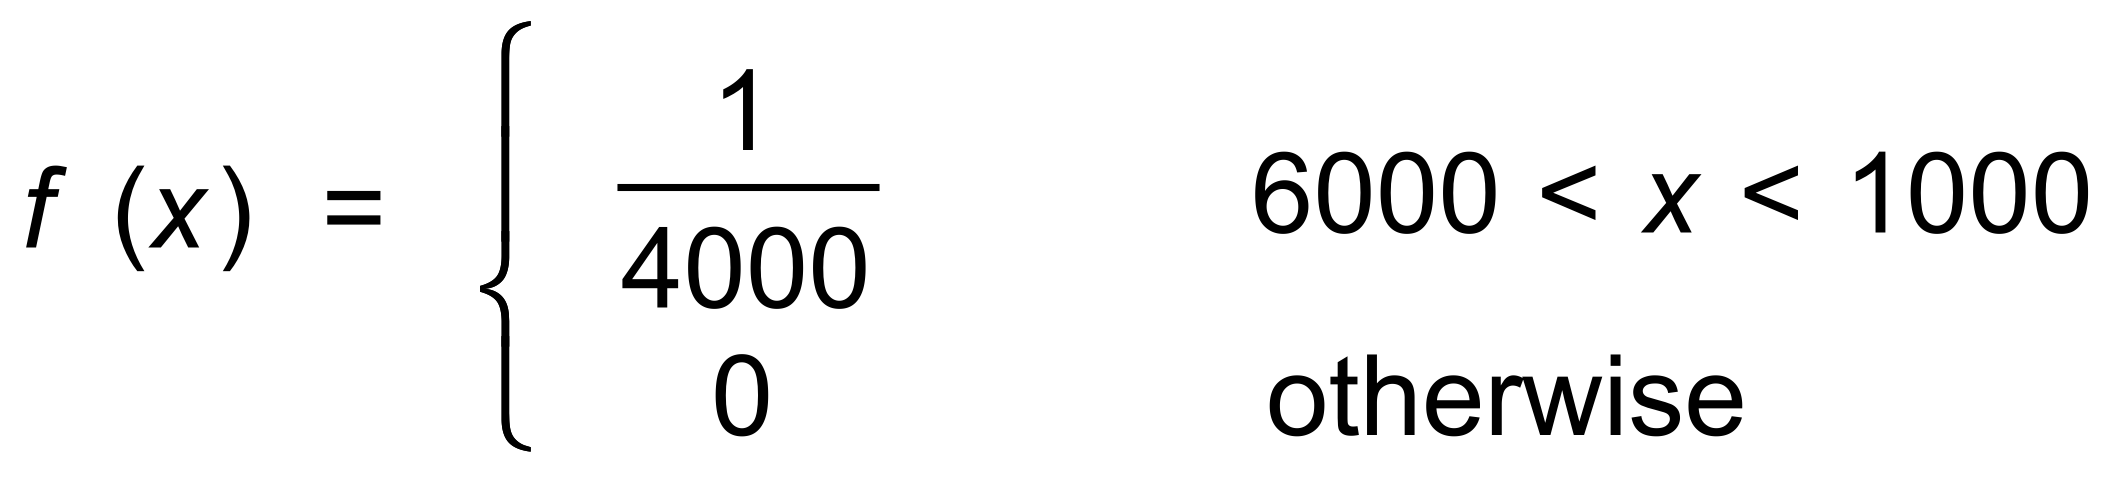 f (x) = { 1/4000 6000 < x < 1000
0 otherwise